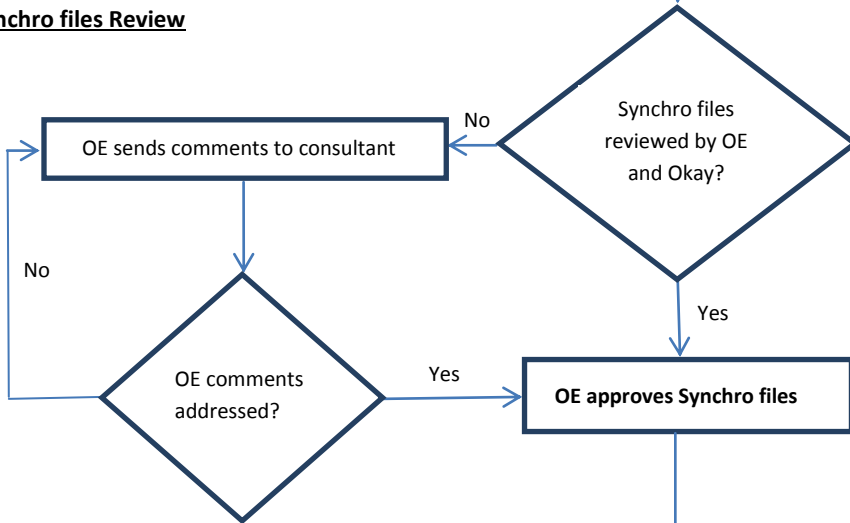 nchro files Review
Synchro files
reviewed by OE
and Okay?
No
OE sends comments to consultant
No
Yes
OE comments
addressed?
Yes
OE approves Synchro files